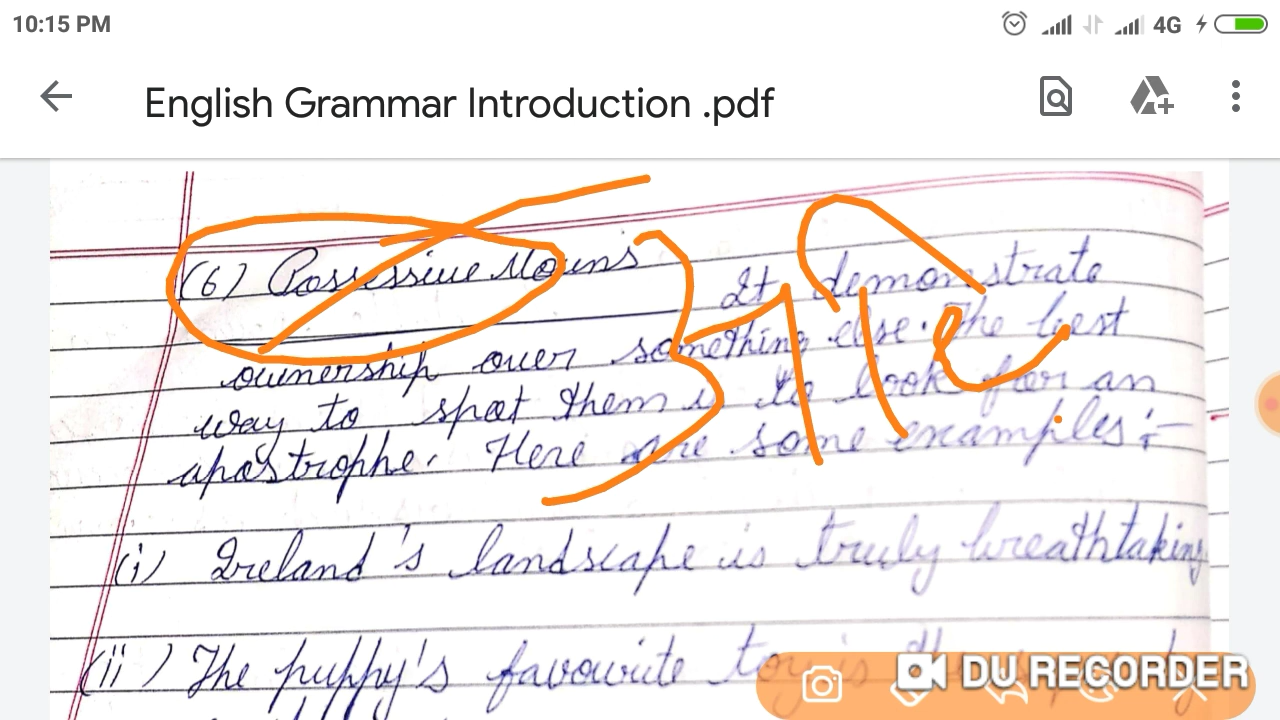 10:15 PM 4G
English Grammar Introduction .pdf
(6) Possessive Nouns It demonstrate
ownership over something else. The best
way to spot them is to look for an
apostrophe. Here are some examples :-
(i) Ireland's landscape is truly breathtaking
(ii) The puppy's favourite toy is
DU RECORDER